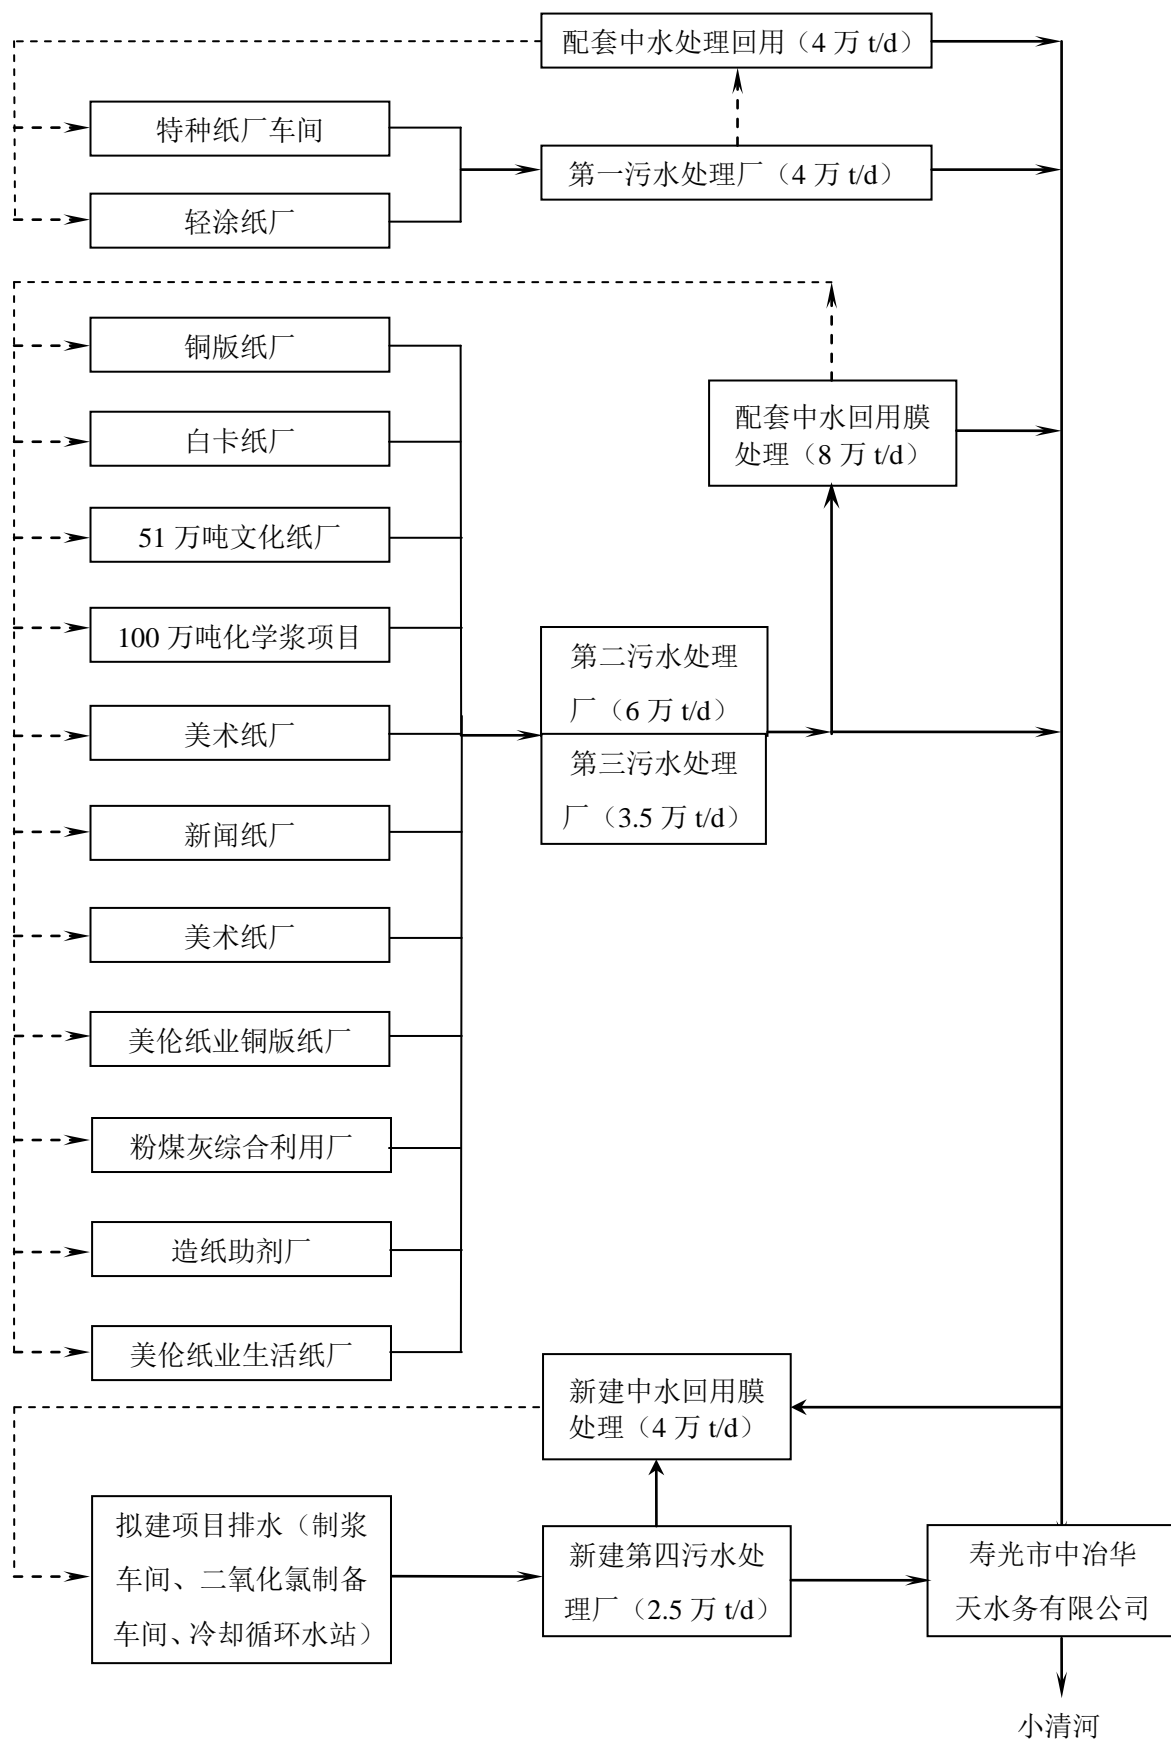 配套中水处理回用（4 万 t/d）
特种纸厂车间
第一污水处理厂（4 万 t/d）
轻涂纸厂
铜版纸厂
配套中水回用膜
处理（8 万 t/d）
白卡纸厂
51 万吨文化纸厂
100 万吨化学浆项目
第二污水处理
厂（6 万 t/d）
美术纸厂
第三污水处理
厂（3.5 万 t/d）
新闻纸厂
美术纸厂
美伦纸业铜版纸厂
粉煤灰综合利用厂
造纸助剂厂
美伦纸业生活纸厂
新建中水回用膜
处理（4 万 t/d）
拟建项目排水（制浆
车间、二氧化氯制备
车间、冷却循环水站）
新建第四污水处
理厂（2.5 万 t/d）
寿光市中冶华
天水务有限公司
小清河